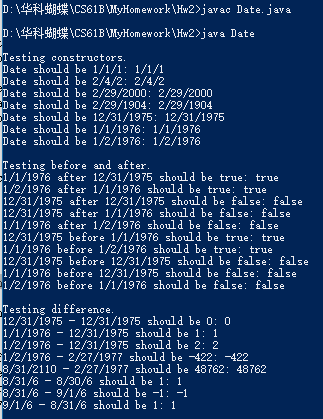 D:\华科蝴蝶\CS61B\MyHomework\Hw2>javac Date.java
D:\华科蝴蝶\CS61B\MyHomework\Hw2>java Date
Testing constructors.
Date should be 1/1/1: 1/1/1
Date should be 2/4/2: 2/4/2
Date should be 2/29/2000: 2/29/2000
Date should be 2/29/1904: 2/29/1904
Date should be 12/31/1975: 12/31/1975
Date should be 1/1/1976: 1/1/1976
Date should be 1/2/1976: 1/2/1976
Testing before and after.
1/1/1976 after 12/31/1975 should be true: true
1/2/1976 after 1/1/1976 should be true: true
12/31/1975 after 12/31/1975 should be false: false
12/31/1975 after 1/1/1976 should be false: false
1/1/1976 after 1/2/1976 should be false: false
12/31/1975 before 1/1/1976 should be true: true
1/1/1976 before 1/2/1976 should be true: true
12/31/1975 before 12/31/1975 should be false: false
1/1/1976 before 12/31/1975 should be false: false
1/2/1976 before 1/1/1976 should be false: false
Testing difference.
12/31/1975 - 12/31/1975 should be 0: 0
1/1/1976 - 12/31/1975 should be 1: 1
1/2/1976 - 12/31/1975 should be 2: 2
1/2/1976 - 2/27/1977 should be -422: -422
8/31/2110 - 2/27/1977 should be 48762: 48762
8/31/6 - 8/30/6 should be 1: 1
8/31/6 - 9/1/6 should be -1: -1
9/1/6 - 8/31/6 should be 1: 1